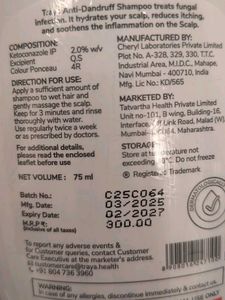 Traya Anti-Dandruff Shampoo treats fungal
infection. It hydrates your scalp, reduces itching,
and soothens the inflammation on the Scalp.
COMPOSITION:
Ketoconazole IP 2.0% w/v
Excipient Q.S
Colour Ponceau 4R
DIRECTION FOR USE:
Apply a sufficient amount of
shampoo to wet hair and
gently massage the scalp.
Keep for 3 minutes and rinse
thoroughly with water.
Use regularly twice a week
or as prescribed by doctors.
For additional details,
please read the enclosed
leaflet before use
NET VOLUME : 75 ml
MANUFACTURED BY:
Cheryl Laboratories Private Limited
Plot No. A-328, 329, 330, T.T.C.
Industrial Area, M.I.D.C., Mahape,
Navi Mumbai - 400710, INDIA
Mfg. Lic. No.: KD/565
MARKETED BY:
Tatvartha Health Private Limited
Unit no-101, B wing, Building-16,
Interface, Link Road, Malad (W),
Mumbai, Maharashtra.
STORAGE:
Store at temperature not
exceeding Do not freeze
Registered Trademark
Batch No.: C25C064
Mfg. Date: 03/2025
Expiry Date: 02/2027
M.R.P ₹: 300.00
(Inclusive of all taxes)
To report any adverse events &
for customer queries, contact Customer
Care Executive at the marketer's address
customercare@traya.health
+91 804 736 3960
WARNING:
In case of any allergies, discontinue immediately